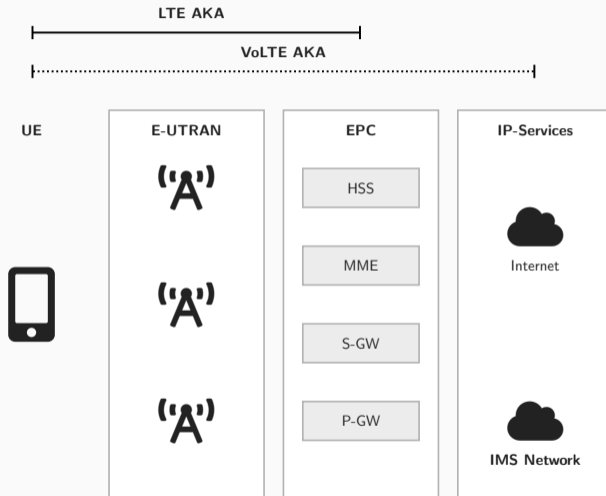 LTE AKA
VoLTE AKA
UE
E-UTRAN
EPC
IP-Services
HSS
MME
Internet
S-GW
P-GW
IMS Network